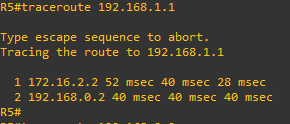 R5#traceroute 192.168.1.1
Type escape sequence to abort.
Tracing the route to 192.168.1.1
1 172.16.2.2 52 msec 40 msec 28 msec
2 192.168.0.2 40 msec 40 msec 40 msec
R5#